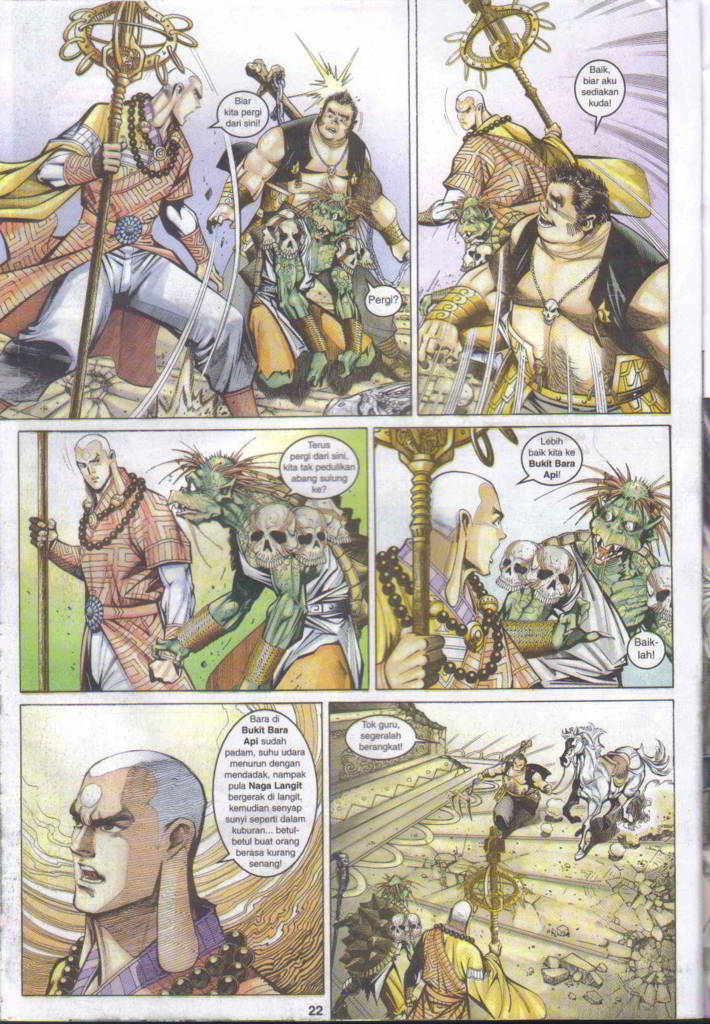 Biar
kita pergi
dari sini!
Pergi?
Baik,
biar aku
sediakan
kuda!
Terus
pergi dari sini,
kita tak pedulikan
abang sulung
ke?
Lebih
baik kita ke
Bukit Bara
Api!
Baik-
lah!
Bara di
Bukit Bara
Api sudah
padam, suhu udara
menurun dengan
mendadak, nampak
pula Naga Langit
bergerak di langit,
kemudian senyap
sunyi seperti dalam
kuburan... betul-
betul buat orang
berasa kurang
senang!
Tok guru,
segeralah
berangkat!
22